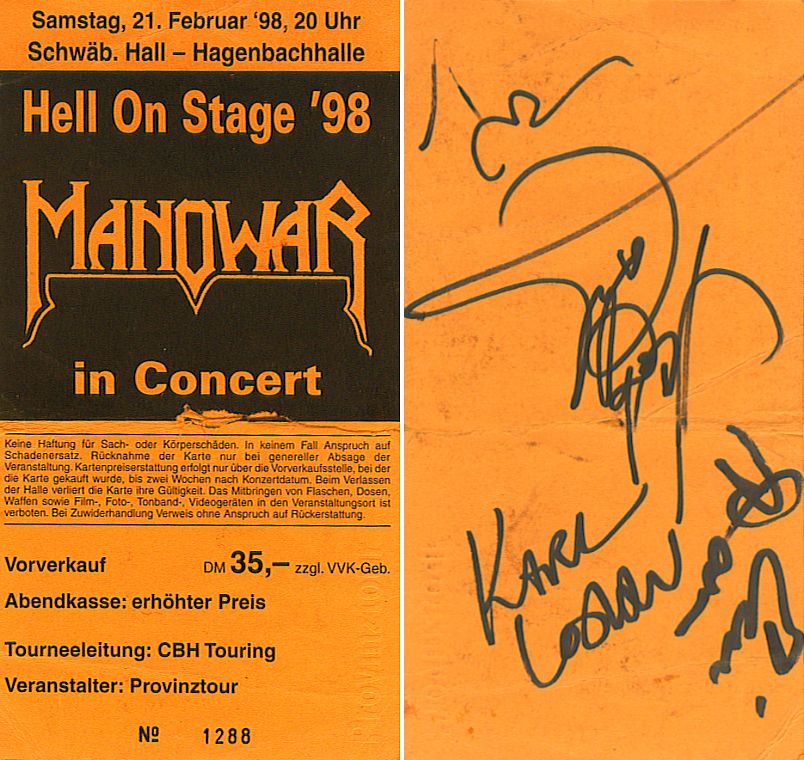 Samstag, 21. Februar '98, 20 Uhr
Schwäb. Hall – Hagenbachhalle
Hell On Stage '98
MANOWAR
in Concert
Keine Haftung für Sach- oder Körperschäden. In keinem Fall Anspruch auf
Schadenersatz. Rücknahme der Karte nur bei genereller Absage der
Veranstaltung. Kartenpreiserstattung erfolgt nur über die Vorverkaufsstelle, bei der
die Karte gekauft wurde, bis zwei Wochen nach Konzertdatum. Beim Verlassen
der Halle verliert die Karte ihre Gültigkeit. Das Mitbringen von Flaschen, Dosen,
Waffen sowie Film-, Foto-, Tonband-, Videogeräten in den Veranstaltungsort ist
verboten. Bei Zuwiderhandlung Verweis ohne Anspruch auf Rückerstattung.
Vorverkauf DM 35,– zzgl. VVK-Geb.
Abendkasse: erhöhter Preis
Tourneeleitung: CBH Touring
Veranstalter: Provinztour
Nº 1288
Provinztour
KARL
LOGAN